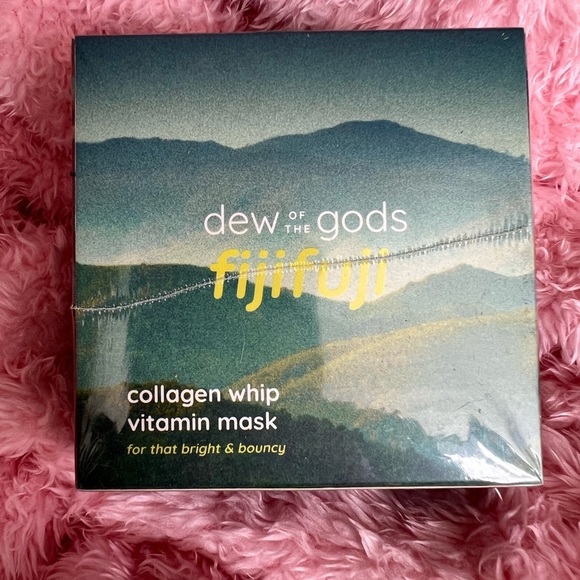 dew OF THE gods
fijifuji
collagen whip
vitamin mask
for that bright & bouncy